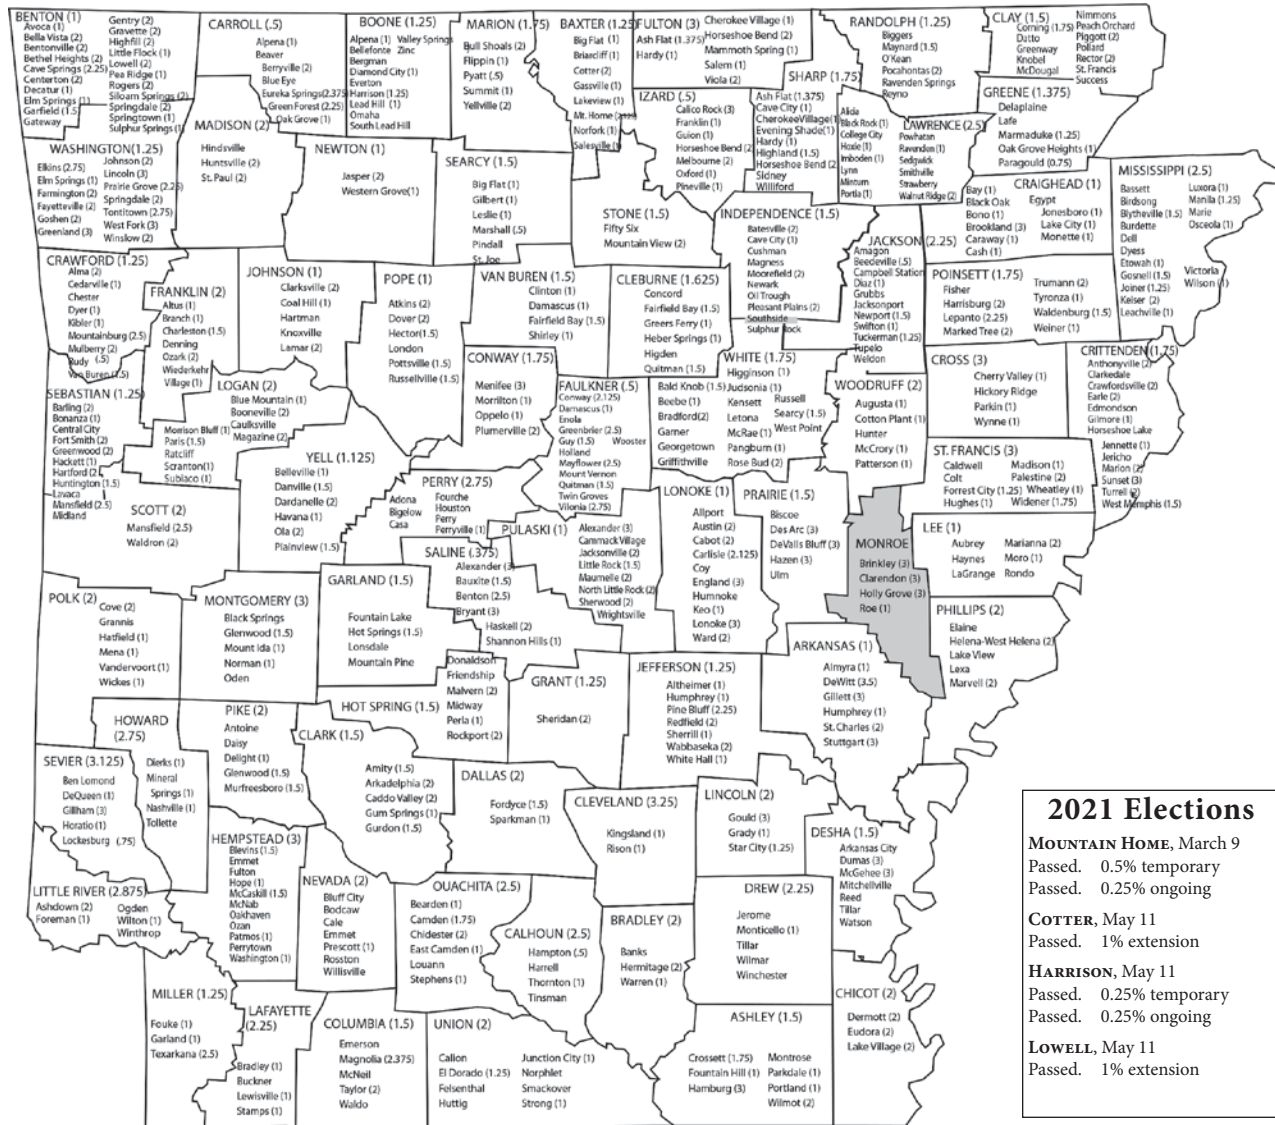 BENTON (1)
Avoca (1)
Bella Vista (2)
Bentonville (2)
Bethel Heights (2)
Cave Springs (2.25)
Centerton (2)
Decatur (1)
Elm Springs (1)
Garfield (1.5)
Gateway
Gentry (2)
Gravette (2)
Highfill (2)
Little Flock (1)
Lowell (2)
Pea Ridge (1)
Rogers (2)
Siloam Springs (2)
Springdale (2)
Springtown (1)
Sulphur Springs (1)
CARROLL (.5)
Alpena (1)
Beaver
Berryville (2)
Blue Eye
Eureka Springs(2.375)
Green Forest (2.25)
Oak Grove (1)
BOONE (1.25)
Alpena (1)
Bellefonte
Bergman
Diamond City (1)
Everton
Harrison (1.25)
Lead Hill (1)
Omaha
South Lead Hill
Valley Springs
Zinc
MARION (1.75)
Bull Shoals (2)
Flippin (1)
Pyatt (.5)
Summit (1)
Yellville (2)
BAXTER (1.25)
Big Flat (1)
Briarcliff (1)
Cotter (2)
Gassville (1)
Lakeview (1)
Mt. Home
Norfork (1)
Salesville (1)
FULTON (3)
Ash Flat (1.375)
Hardy (1)
Cherokee Village (1)
Horseshoe Bend (2)
Mammoth Spring (1)
Salem (1)
Viola (2)
SHARP (1.75)
Ash Flat (1.375)
Cave City (1)
CherokeeVillage(1)
Evening Shade(1)
Hardy (1)
Highland (1.5)
Horseshoe Bend (2)
Sidney
Williford
RANDOLPH (1.25)
Biggers
Maynard (1.5)
O'Kean
Pocahontas (2)
Ravenden Springs
Reyno
CLAY (1.5)
Corning (1.75)
Datto
Greenway
Knobel
McDougal
Nimmons
Peach Orchard
Piggott (2)
Pollard
Rector (2)
St. Francis
Success
GREENE (1.375)
Delaplaine
Lafe
Marmaduke (1.25)
Oak Grove Heights (1)
Paragould (0.75)
LAWRENCE (2.5)
Alicia
Black Rock (1)
College City
Hoxie (1)
Imboden (1)
Lynn
Minturn
Portia (1)
Powhatan
Ravenden (1)
Sedgwick
Smithville
Strawberry
Walnut Ridge (2)
IZARD (.5)
Calico Rock (3)
Franklin (1)
Guion (1)
Horseshoe Bend (2)
Melbourne (2)
Oxford (1)
Pineville (1)
MADISON (2)
Hindsville
Huntsville (2)
St. Paul (2)
WASHINGTON(1.25)
Elkins (2.75)
Elm Springs (1)
Farmington (2)
Fayetteville (2)
Goshen (2)
Greenland (3)
Johnson (2)
Lincoln (3)
Prairie Grove (2.25)
Springdale (2)
Tontitown (2.75)
West Fork (3)
Winslow (2)
NEWTON (1)
Jasper (2)
Western Grove(1)
SEARCY (1.5)
Big Flat (1)
Gilbert (1)
Leslie (1)
Marshall (.5)
Pindall
St. Joe
STONE (1.5)
Fifty Six
Mountain View (2)
INDEPENDENCE (1.5)
Batesville (2)
Cave City (1)
Cushman
Magness
Moorefield (2)
Newark
Oil Trough
Pleasant Plains (2)
Southside
Sulphur Rock
JACKSON (2.25)
Amagon
Beedeville (.5)
Campbell Station
Diaz (1)
Grubbs
Jacksonport
Newport (1.5)
Swifton (1)
Tuckerman (1.25)
Tupelo
Weldon
CRAIGHEAD (1)
Bay (1)
Black Oak
Bono (1)
Brookland (3)
Caraway (1)
Cash (1)
Egypt
Jonesboro (1)
Lake City (1)
Monette (1)
MISSISSIPPI (2.5)
Bassett
Birdsong
Blytheville (1.5)
Burdette
Dell
Dyess
Etowah (1)
Gosnell (1.5)
Joiner (1.25)
Keiser (2)
Leachville (1)
Luxora (1)
Manila (1.25)
Marie
Osceola (1)
Victoria
Wilson (1)
CRAWFORD (1.25)
Alma (2)
Cedarville (1)
Chester
Dyer (1)
Kibler (1)
Mountainburg (2.5)
Mulberry (2)
Rudy (.5)
Van Buren (1.5)
FRANKLIN (2)
Altus (1)
Branch (1)
Charleston (1.5)
Denning
Ozark (2)
Wiederkehr
Village (1)
JOHNSON (1)
Clarksville (2)
Coal Hill (1)
Hartman
Knoxville
Lamar (2)
POPE (1)
Atkins (2)
Dover (2)
Hector(1.5)
London
Pottsville (1.5)
Russellville (1.5)
VAN BUREN (1.5)
Clinton (1)
Damascus (1)
Fairfield Bay (1.5)
Shirley (1)
CLEBURNE (1.625)
Concord
Fairfield Bay (1.5)
Greers Ferry (1)
Heber Springs (1)
Higden
Quitman (1.5)
POINSETT (1.75)
Fisher
Harrisburg (2)
Lepanto (2.25)
Marked Tree (2)
Trumann (2)
Tyronza (1)
Waldenburg (1.5)
Weiner (1)
CONWAY (1.75)
Menifee (3)
Morrilton (1)
Oppelo (1)
Plumerville (2)
FAULKNER (.5)
Conway (2.125)
Damascus (1)
Enola
Greenbrier (2.5)
Guy (1.5)
Holland
Mayflower (2.5)
Mount Vernon
Quitman (1.5)
Twin Groves
Vilonia (2.75)
Wooster
WHITE (1.75)
Bald Knob (1.5)
Beebe (1)
Bradford(2)
Garner
Georgetown
Griffithville
Higginson (1)
Judsonia (1)
Kensett
Letona
McRae (1)
Pangburn (1)
Rose Bud (2)
Russell
Searcy (1.5)
West Point
WOODRUFF (2)
Augusta (1)
Cotton Plant (1)
Hunter
McCrory (1)
Patterson (1)
CROSS (3)
Cherry Valley (1)
Hickory Ridge
Parkin (1)
Wynne (1)
CRITTENDEN (1.75)
Anthonyville (2)
Clarkedale
Crawfordsville (2)
Earle (2)
Edmondson
Gilmore (1)
Horseshoe Lake
Jennette (1)
Jericho
Marion (2)
Sunset (3)
Turrell (2)
West Memphis (1.5)
SEBASTIAN (1.25)
Barling (2)
Bonanza (1)
Central City
Fort Smith (2)
Greenwood (2)
Hackett (1)
Hartford (2)
Huntington (1.5)
Lavaca
Mansfield (2.5)
Midland
LOGAN (2)
Blue Mountain (1)
Booneville (2)
Caulksville
Magazine (2)
Morrison Bluff (1)
Paris (1.5)
Ratcliff
Scranton(1)
Subiaco (1)
YELL (1.125)
Belleville (1)
Danville (1.5)
Dardanelle (2)
Havana (1)
Ola (2)
Plainview (1.5)
PERRY (2.75)
Adona
Bigelow
Casa
Fourche
Houston
Perry
Perryville (1)
ST. FRANCIS (3)
Caldwell
Colt
Forrest City (1.25)
Hughes (1)
Madison (1)
Palestine (2)
Wheatley (1)
Widener (1.75)
SCOTT (2)
Mansfield (2.5)
Waldron (2)
PULASKI (1)
Alexander (3)
Cammack Village
Jacksonville (2)
Little Rock (1.5)
Maumelle (2)
North Little Rock (2)
Sherwood (2)
Wrightsville
LONOKE (1)
Allport
Austin (2)
Cabot (2)
Carlisle (2.125)
Coy
England (3)
Humnoke
Keo (1)
Lonoke (3)
Ward (2)
PRAIRIE (1.5)
Biscoe
Des Arc (3)
DeValls Bluff (3)
Hazen (3)
Ulm
MONROE
Brinkley (3)
Clarendon (3)
Holly Grove (3)
Roe (1)
LEE (1)
Aubrey
Haynes
LaGrange
Marianna (2)
Moro (1)
Rondo
SALINE (.375)
Alexander (3)
Bauxite (1.5)
Benton (2.5)
Bryant (3)
Haskell (2)
Shannon Hills (1)
GARLAND (1.5)
Fountain Lake
Hot Springs (1.5)
Lonsdale
Mountain Pine
POLK (2)
Cove (2)
Grannis
Hatfield (1)
Mena (1)
Vandervoort (1)
Wickes (1)
MONTGOMERY (3)
Black Springs
Glenwood (1.5)
Mount Ida (1)
Norman (1)
Oden
PHILLIPS (2)
Elaine
Helena-West Helena (2)
Lake View
Lexa
Marvell (2)
ARKANSAS (1)
Almyra (1)
DeWitt (3.5)
Gillett (3)
Humphrey (1)
St. Charles (2)
Stuttgart (3)
JEFFERSON (1.25)
Altheimer (1)
Humphrey (1)
Pine Bluff (2.25)
Redfield (2)
Sherrill (1)
Wabbaseka (2)
White Hall (1)
GRANT (1.25)
Sheridan (2)
HOT SPRING (1.5)
Donaldson
Friendship
Malvern (2)
Midway
Perla (1)
Rockport (2)
HOWARD
(2.75)
Dierks (1)
Mineral
Springs (1)
Nashville (1)
Tollette
PIKE (2)
Antoine
Daisy
Delight (1)
Glenwood (1.5)
Murfreesboro (1.5)
CLARK (1.5)
Amity (1.5)
Arkadelphia (2)
Caddo Valley (2)
Gum Springs (1)
Gurdon (1.5)
DALLAS (2)
Fordyce (1.5)
Sparkman (1)
CLEVELAND (3.25)
Kingsland (1)
Rison (1)
LINCOLN (2)
Gould (3)
Grady (1)
Star City (1.25)
DESHA (1.5)
Arkansas City
Dumas (3)
McGehee (3)
Mitchellville
Reed
Tillar
Watson
SEVIER (3.125)
Ben Lomond
DeQueen (1)
Gillham (3)
Horatio (1)
Lockesburg (.75)
HEMPSTEAD (3)
Blevins (1.5)
Emmet
Fulton
Hope (1)
McCaskill (1.5)
McNab
Oakhaven
Ozan
Patmos (1)
Perrytown
Washington (1)
LITTLE RIVER (2.875)
Ashdown (2)
Foreman (1)
Ogden
Wilton (1)
Winthrop
NEVADA (2)
Bluff City
Bodcaw
Cale
Emmet
Prescott (1)
Rosston
Willisville
OUACHITA (2.5)
Bearden (1)
Camden (1.75)
Chidester (2)
East Camden (1)
Louann
Stephens (1)
CALHOUN (2.5)
Hampton (.5)
Harrell
Thornton (1)
Tinsman
BRADLEY (2)
Banks
Hermitage (2)
Warren (1)
DREW (2.25)
Jerome
Monticello (1)
Tillar
Wilmar
Winchester
MILLER (1.25)
Fouke (1)
Garland (1)
Texarkana (2.5)
LAFAYETTE
(2.25)
Bradley (1)
Buckner
Lewisville (1)
Stamps (1)
COLUMBIA (1.5)
Emerson
Magnolia (2.375)
McNeil
Taylor (2)
Waldo
UNION (2)
Calion
El Dorado (1.25)
Felsenthal
Huttig
Junction City (1)
Norphlet
Smackover
Strong (1)
ASHLEY (1.5)
Crossett (1.75)
Fountain Hill (1)
Hamburg (3)
Montrose
Parkdale (1)
Portland (1)
Wilmot (2)
CHICOT (2)
Dermott (2)
Eudora (2)
Lake Village (2)
2021 Elections
MOUNTAIN HOME, March 9
Passed. 0.5% temporary
Passed. 0.25% ongoing
COTTER, May 11
Passed. 1% extension
HARRISON, May 11
Passed. 0.25% temporary
Passed. 0.25% ongoing
LOWELL, May 11
Passed. 1% extension